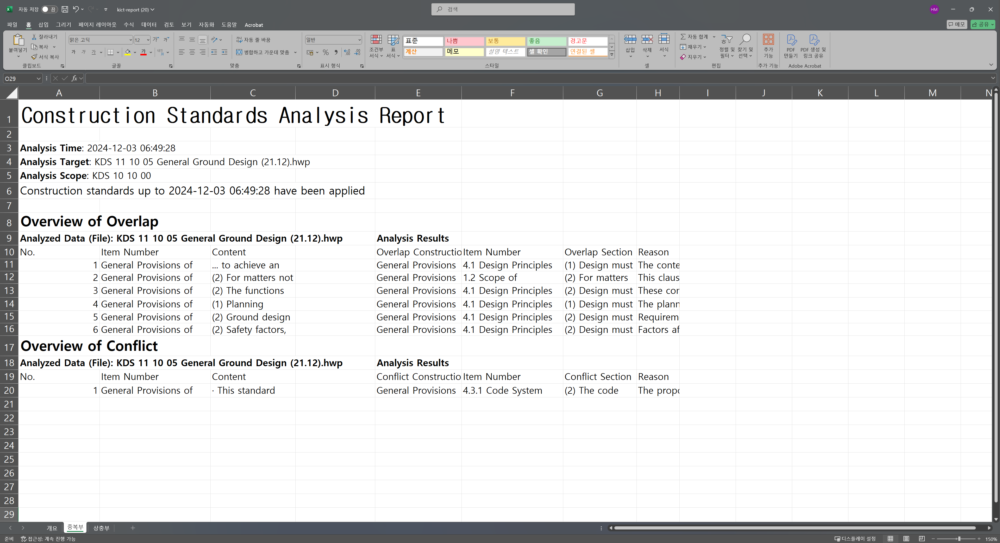 자동 저장 끔 kict-report (20) 검색 HM
파일 홈 삽입 그리기 페이지 레이아웃 수식 데이터 검토 보기 자동화 도움말 Acrobat 메모 공유
붙여넣기 잘라내기 복사 서식 복사 클립보드
맑은 고딕 12 가 가 가 가 가 가 글꼴
자동 줄 바꿈 병합하고 가운데 맞춤 맞춤
일반 % 표시 형식
조건부 서식 표 서식
표준 나쁨 보통 좋음 경고문
계산 메모 설명 텍스트 셀 확인 연결된 셀
스타일
삽입 삭제 서식 셀
자동 합계 채우기 지우기 정렬 및 필터 찾기 및 선택 편집
추가 기능 추가 기능
PDF 만들기 PDF 생성 및 링크 공유 Adobe Acrobat
O29 fx
A B C D E F G H I J K L M N
1 Construction Standards Analysis Report
2
3 Analysis Time: 2024-12-03 06:49:28
4 Analysis Target: KDS 11 10 05 General Ground Design (21.12).hwp
5 Analysis Scope: KDS 10 10 00
6 Construction standards up to 2024-12-03 06:49:28 have been applied
7
8 Overview of Overlap
9 Analyzed Data (File): KDS 11 10 05 General Ground Design (21.12).hwp Analysis Results
10 No. Item Number Content Overlap Constructio Item Number Overlap Section Reason
11 1 General Provisions of ... to achieve an General Provisions 4.1 Design Principles (1) Design must The conte
12 2 General Provisions of (2) For matters not General Provisions 1.2 Scope of (2) For matters This claus
13 3 General Provisions of (2) The functions General Provisions 4.1 Design Principles (2) Design must These cor
14 4 General Provisions of (1) Planning General Provisions 4.1 Design Principles (1) Design must The plann
15 5 General Provisions of (2) Ground design General Provisions 4.1 Design Principles (2) Design must Requirem
16 6 General Provisions of (2) Safety factors, General Provisions 4.1 Design Principles (2) Design must Factors af
17 Overview of Conflict
18 Analyzed Data (File): KDS 11 10 05 General Ground Design (21.12).hwp Analysis Results
19 No. Item Number Content Conflict Constructio Item Number Conflict Section Reason
20 1 General Provisions of · This standard General Provisions 4.3.1 Code System (2) The code The propo
21
22
23
24
25
26
27
28
29
개요 중복부 상충부
준비 접근성: 계속 진행 가능 디스플레이 설정 150%